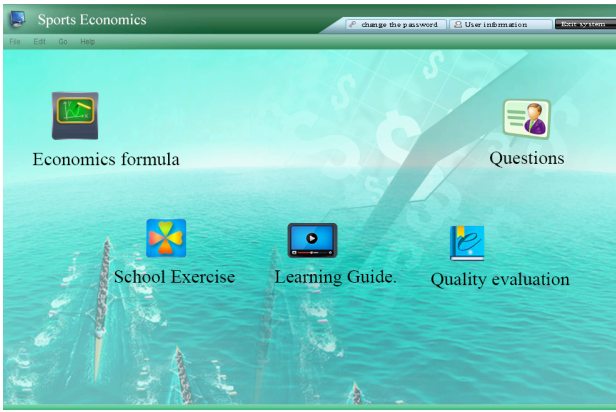 Sports Economics
change the password
User information
Exit system
File Edit Go Help
Economics formula
Questions
School Exercise
Learning Guide.
Quality evaluation